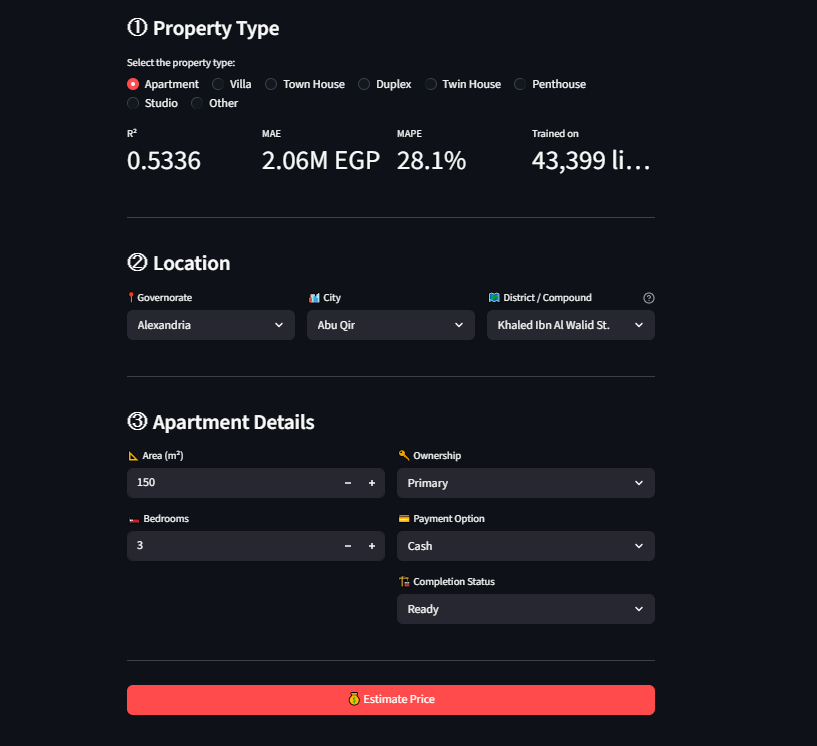 ① Property Type
Select the property type:
Apartment Villa Town House Duplex Twin House Penthouse
Studio Other
R² MAE MAPE Trained on
0.5336 2.06M EGP 28.1% 43,399 li...
② Location
Governorate City District / Compound
Alexandria Abu Qir Khaled Ibn Al Walid St.
③ Apartment Details
Area (m²) Ownership
150 Primary
Bedrooms Payment Option
3 Cash
Completion Status
Ready
Estimate Price